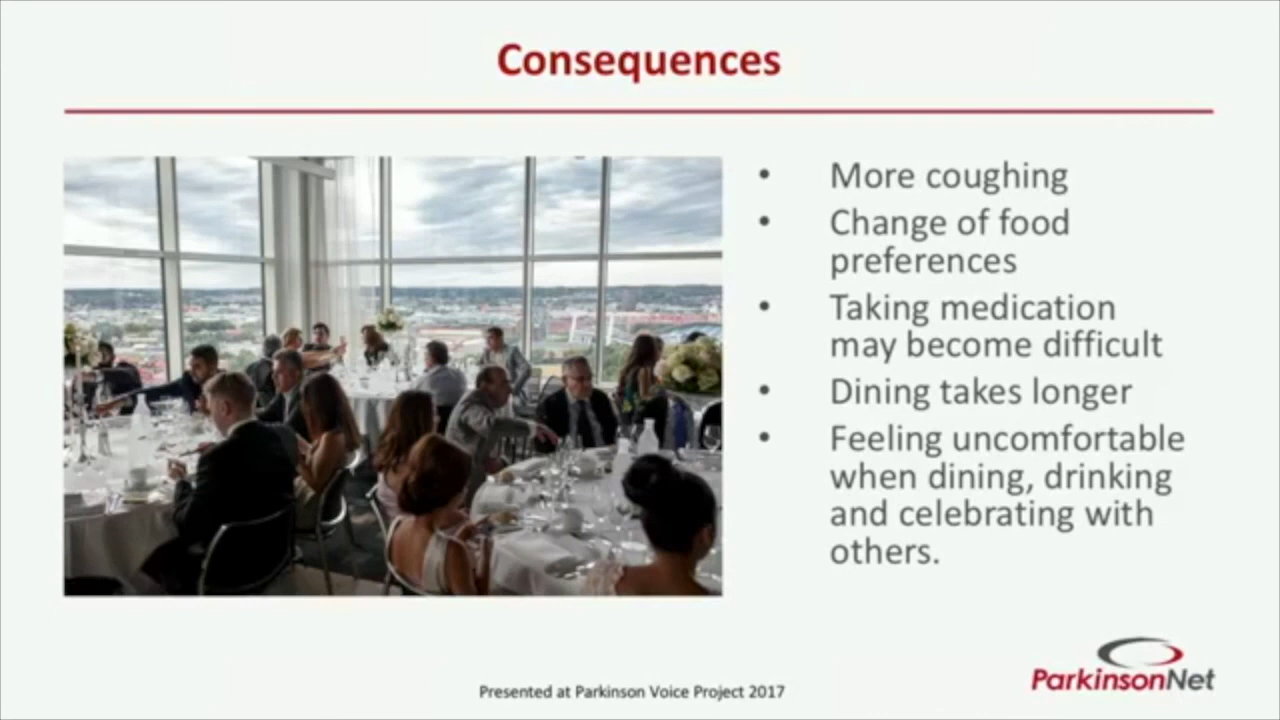 Consequences
• More coughing
• Change of food
preferences
• Taking medication
may become difficult
• Dining takes longer
• Feeling uncomfortable
when dining, drinking
and celebrating with
others.
ParkinsonNet
Presented at Parkinson Voice Project 2017